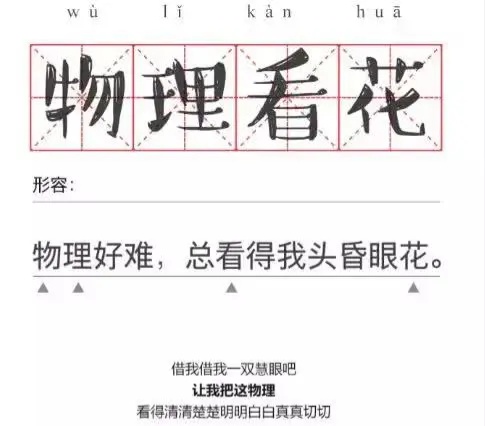 wù lǐ kàn huā
物理看花
形容：
物理好难，总看得我头昏眼花。
借我借我一双慧眼吧
让我把这物理
看得清清楚楚明明白白真真切切